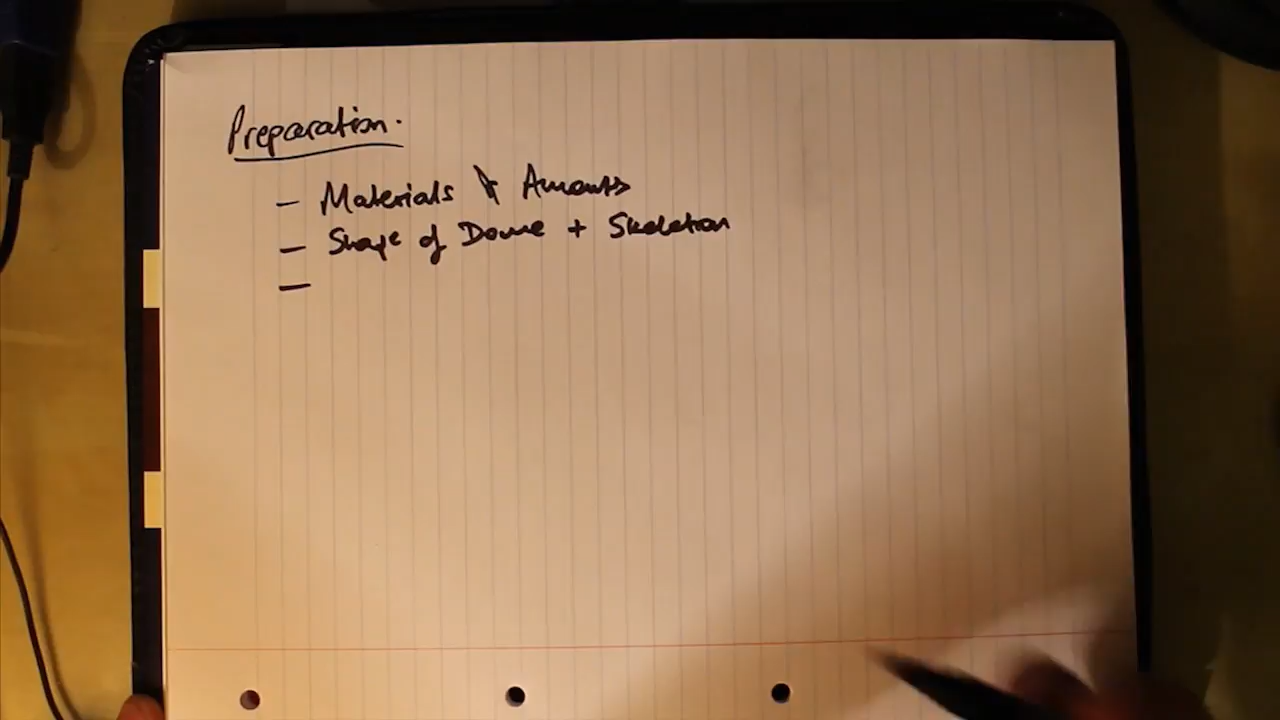 Preparation.
- Materials & Amounts
- Shape of Dome + Skeleton
-